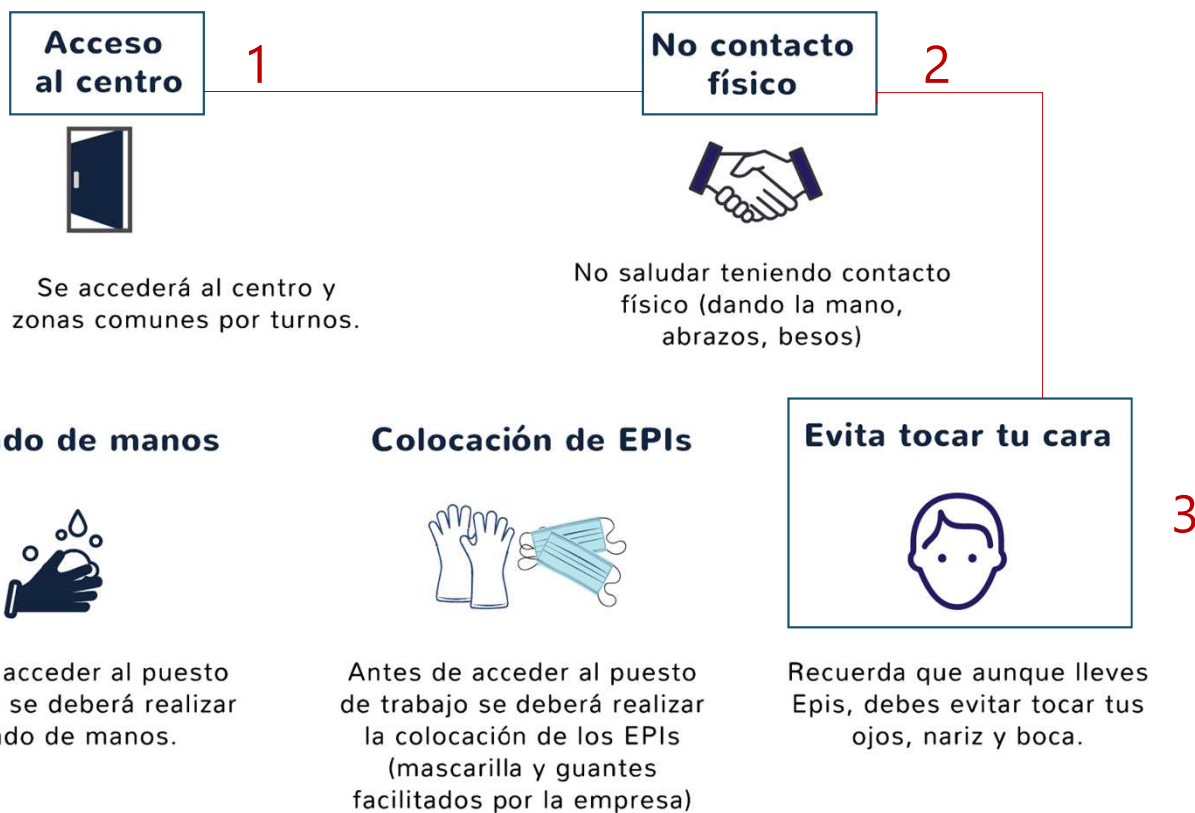 Acceso
al centro
1
No contacto
físico
2
Se accederá al centro y
zonas comunes por turnos.
No saludar teniendo contacto
físico (dando la mano,
abrazos, besos)
de manos
Colocación de EPIs
Evita tocar tu cara
3
acceder al puesto
se deberá realizar
de manos.
Antes de acceder al puesto
de trabajo se deberá realizar
la colocación de los EPIs
(mascarilla y guantes
facilitados por la empresa)
Recuerda que aunque lleves
Epis, debes evitar tocar tus
ojos, nariz y boca.